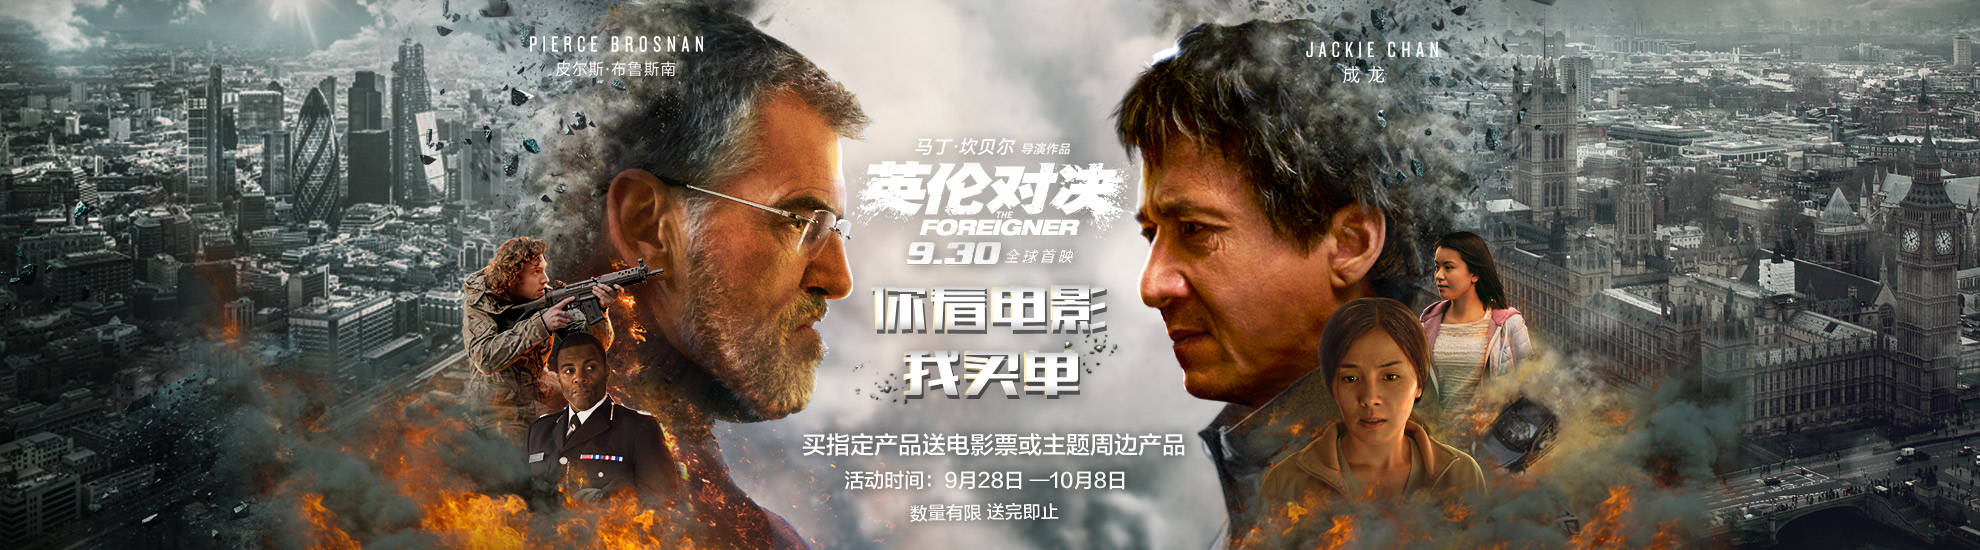 PIERCE BROSNAN
皮尔斯·布鲁斯南
JACKIE CHAN
成龙
马丁·坎贝尔 导演作品
英伦对决
THE
FOREIGNER
9.30 全球首映
你看电影
我买单
买指定产品送电影票或主题周边产品
活动时间：9月28日 —10月8日
数量有限 送完即止